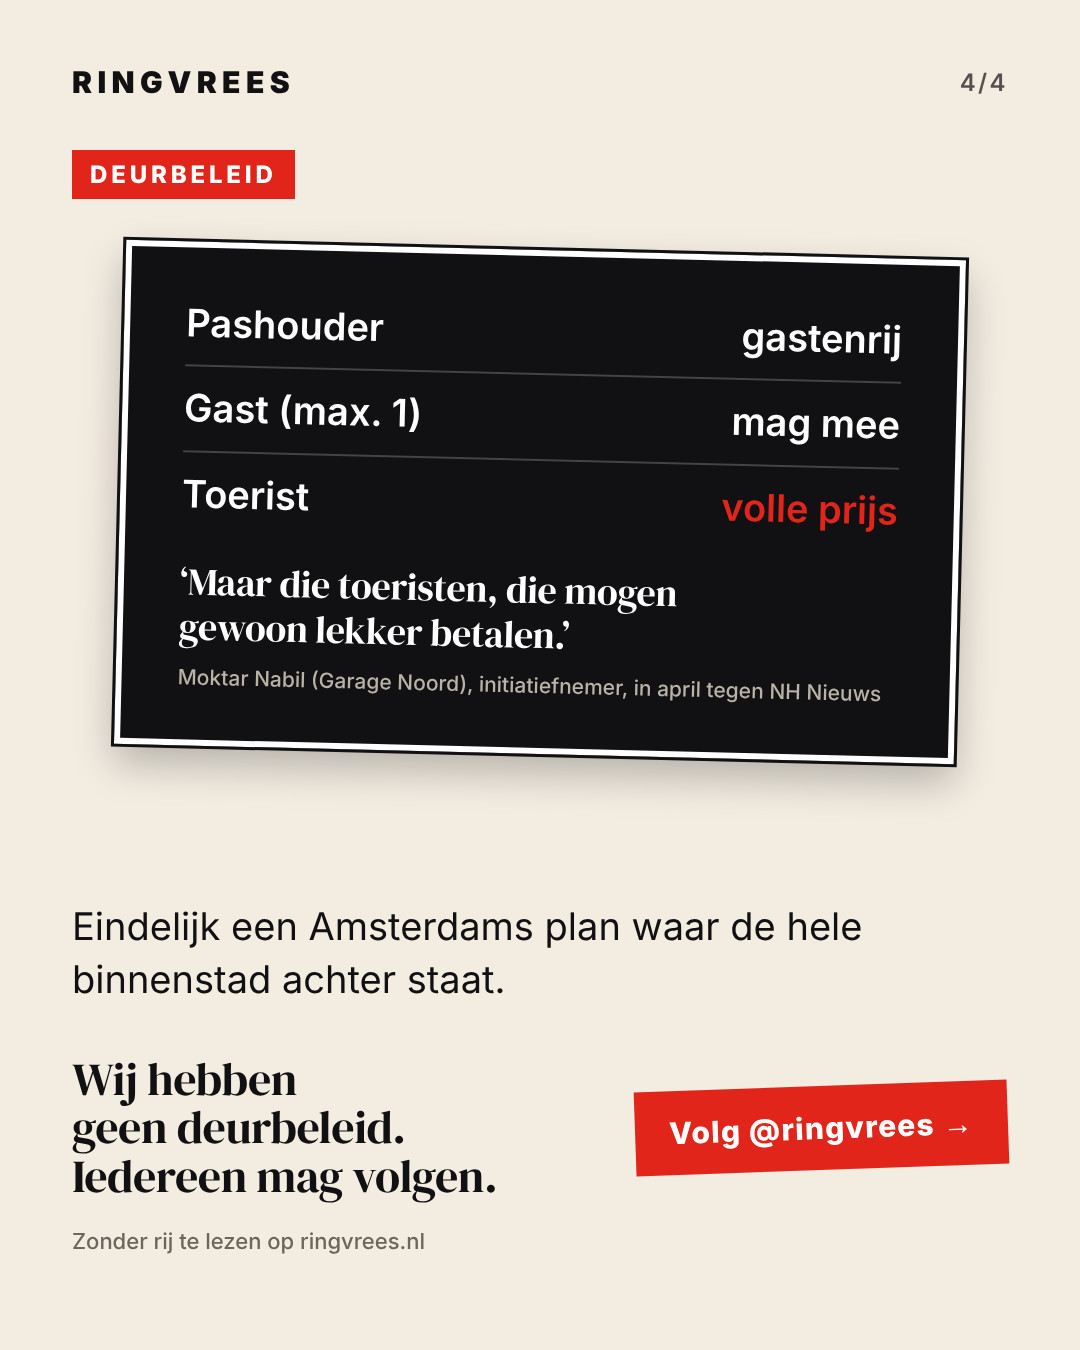 RINGVREES
4/4
DEURBELEID
Pashouder gastenrij
Gast (max. 1) mag mee
Toerist volle prijs
‘Maar die toeristen, die mogen
gewoon lekker betalen.’
Moktar Nabil (Garage Noord), initiatiefnemer, in april tegen NH Nieuws
Eindelijk een Amsterdams plan waar de hele
binnenstad achter staat.
Wij hebben
geen deurbeleid.
Iedereen mag volgen.
Volg @ringvrees →
Zonder rij te lezen op ringvrees.nl